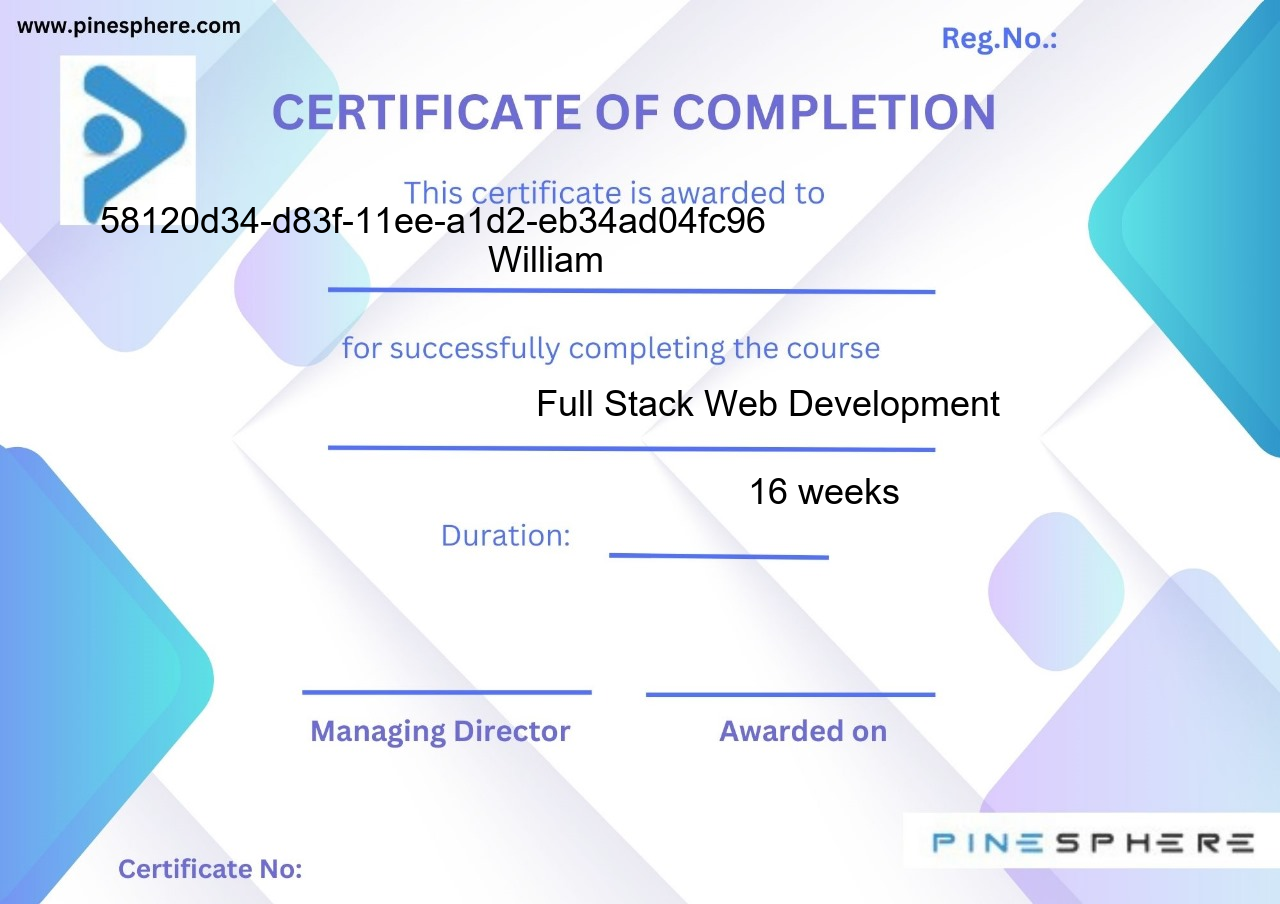 www.pinesphere.com
Reg.No.:
CERTIFICATE OF COMPLETION
This certificate is awarded to
58120d34-d83f-11ee-a1d2-eb34ad04fc96
William
for successfully completing the course
Full Stack Web Development
16 weeks
Duration:
Managing Director
Awarded on
PINESPHERE
Certificate No: